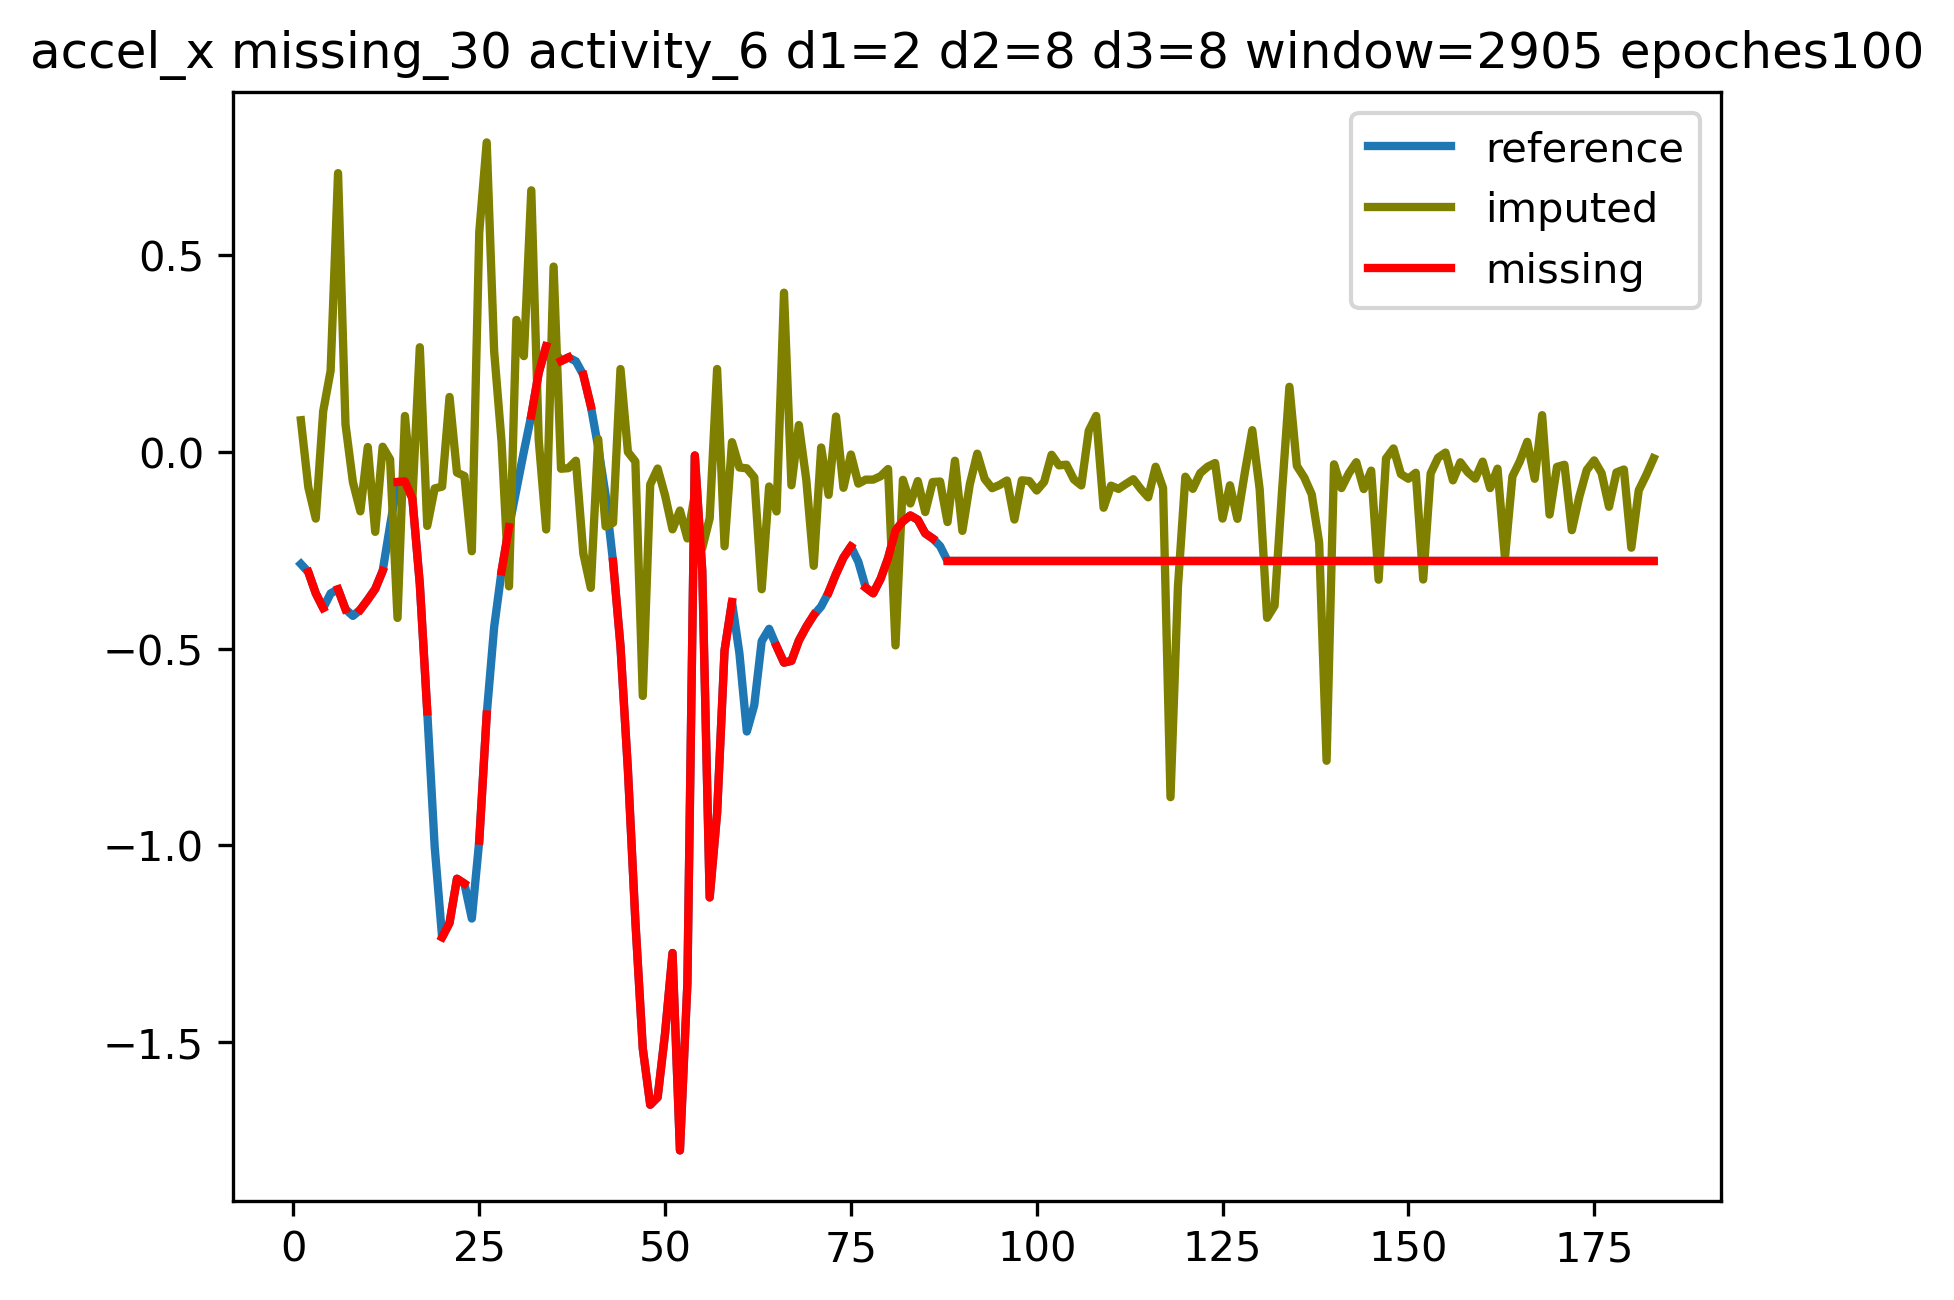 accel_x missing_30 activity_6 d1=2 d2=8 d3=8 window=2905 epoches100
reference
imputed
missing
0.5
0.0
−0.5
−1.0
−1.5
0 25 50 75 100 125 150 175